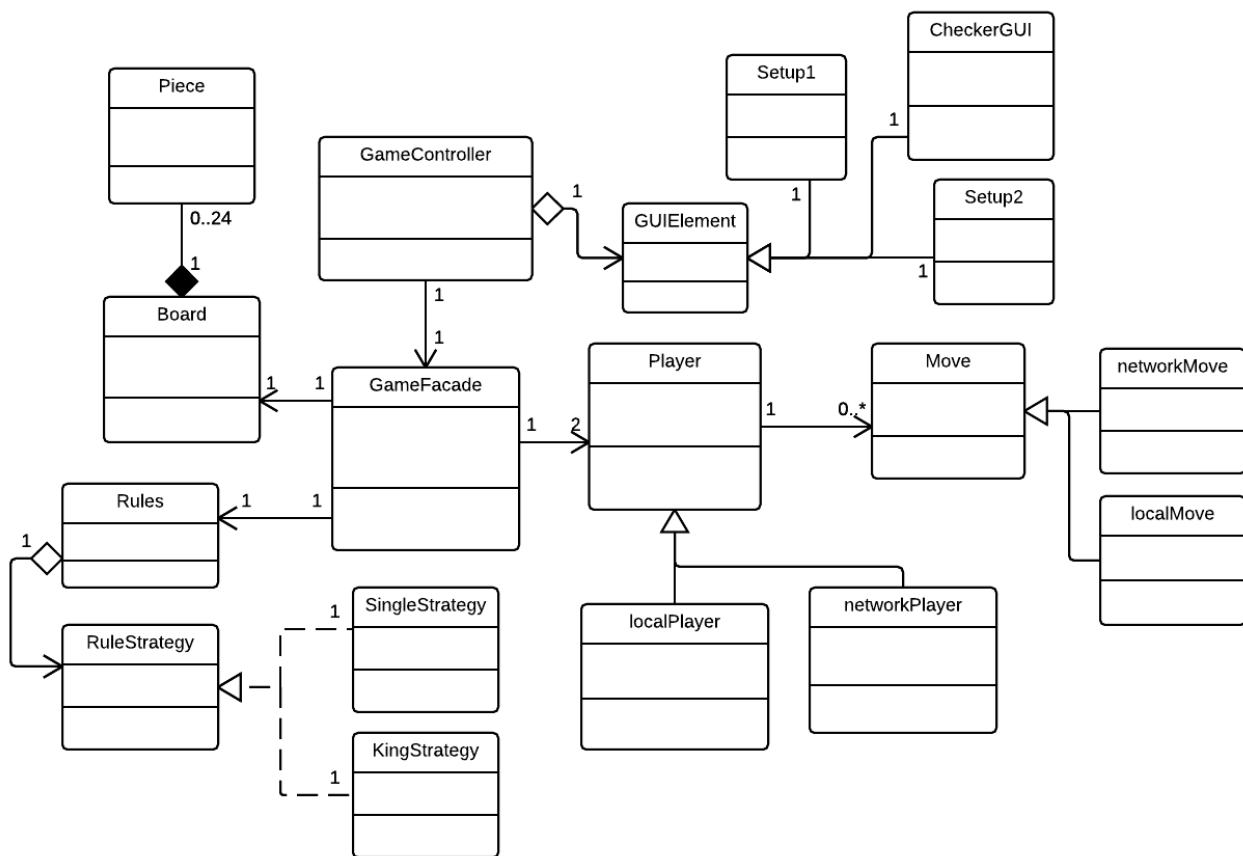 CheckerGUI
Setup1
Piece
1
GameController
1
1
Setup2
0..24
GUIElement
1
1
Board
1
1
Player
Move
networkMove
GameFacade
1
1
1
0..*
1
2
Rules
1
1
localMove
1
SingleStrategy
networkPlayer
1
localPlayer
RuleStrategy
KingStrategy
1